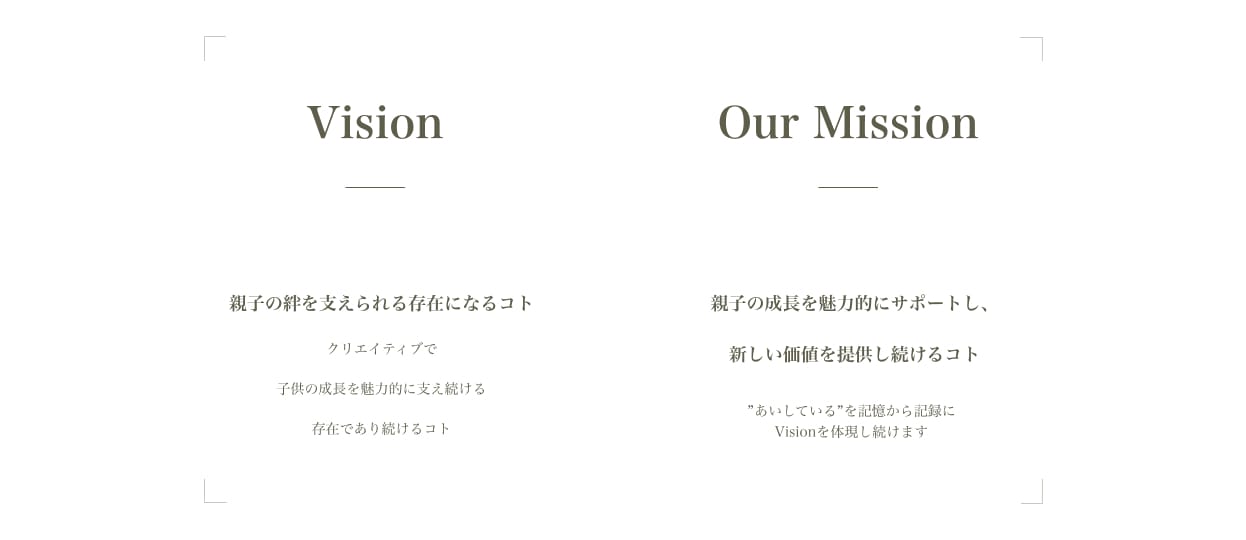 Vision
親子の絆を支えられる存在になるコト
クリエイティブで
子供の成長を魅力的に支え続ける
存在であり続けるコト
Our Mission
親子の成長を魅力的にサポートし、
新しい価値を提供し続けるコト
”あいしている”を記憶から記録に
Visionを体現し続けます